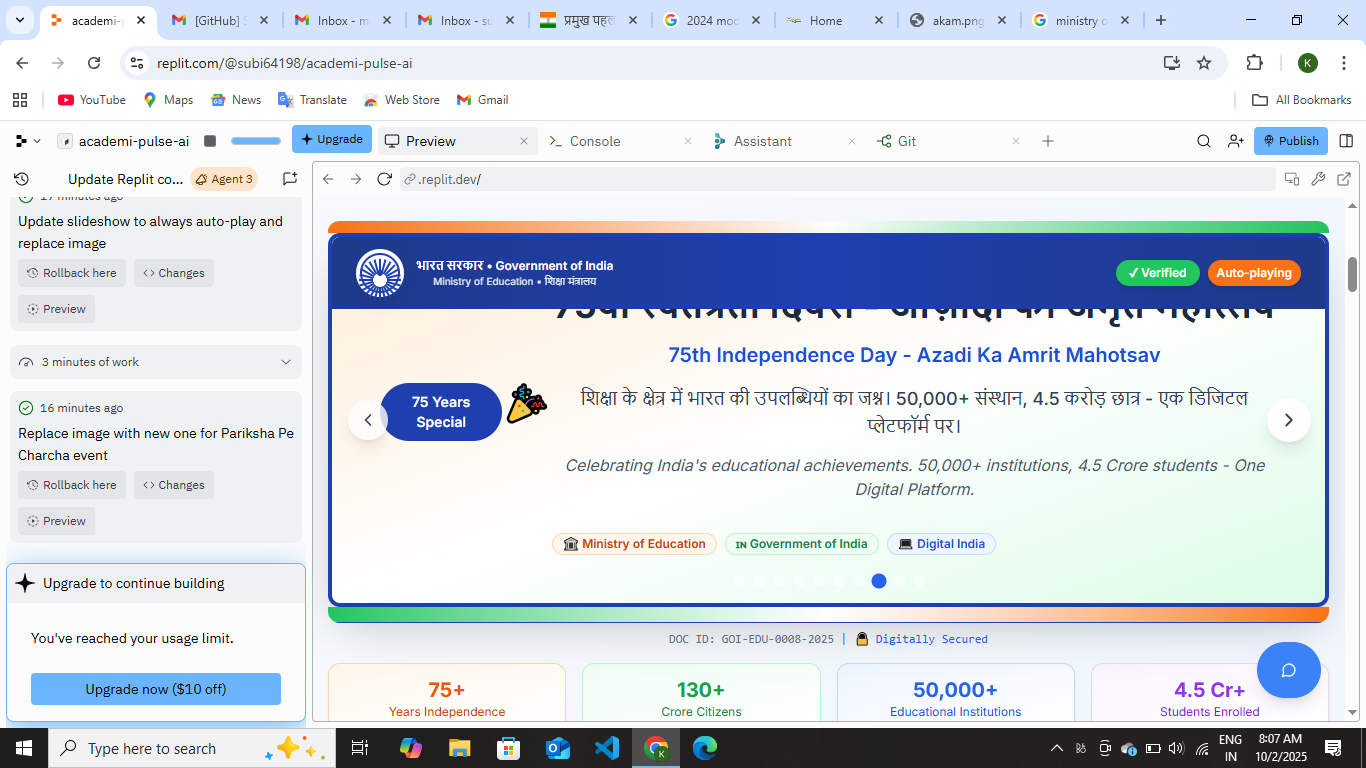 academi-
[GitHub] S
Inbox - m
Inbox - su
प्रमुख पहल
2024 moc
Home
akam.png
ministry o
replit.com/@subi64198/academi-pulse-ai
K
YouTube
Maps
News
Translate
Web Store
Gmail
All Bookmarks
academi-pulse-ai
Upgrade
Preview
Console
Assistant
Git
Publish
Update Replit co...
Agent 3
.replit.dev/
17 minutes ago
Update slideshow to always auto-play and
replace image
Rollback here
Changes
Preview
3 minutes of work
16 minutes ago
Replace image with new one for Pariksha Pe
Charcha event
Rollback here
Changes
Preview
Upgrade to continue building
You've reached your usage limit.
Upgrade now ($10 off)
भारत सरकार • Government of India
Ministry of Education • शिक्षा मंत्रालय
✓ Verified
Auto-playing
75th Independence Day - Azadi Ka Amrit Mahotsav
75 Years
Special
शिक्षा के क्षेत्र में भारत की उपलब्धियों का जश्न। 50,000+ संस्थान, 4.5 करोड़ छात्र - एक डिजिटल
प्लेटफॉर्म पर।
Celebrating India's educational achievements. 50,000+ institutions, 4.5 Crore students - One
Digital Platform.
Ministry of Education
IN Government of India
Digital India
DOC ID: GOI-EDU-0008-2025 | Digitally Secured
75+
Years Independence
130+
Crore Citizens
50,000+
Educational Institutions
4.5 Cr+
Students Enrolled
Type here to search
ENG
IN
8:07 AM
10/2/2025